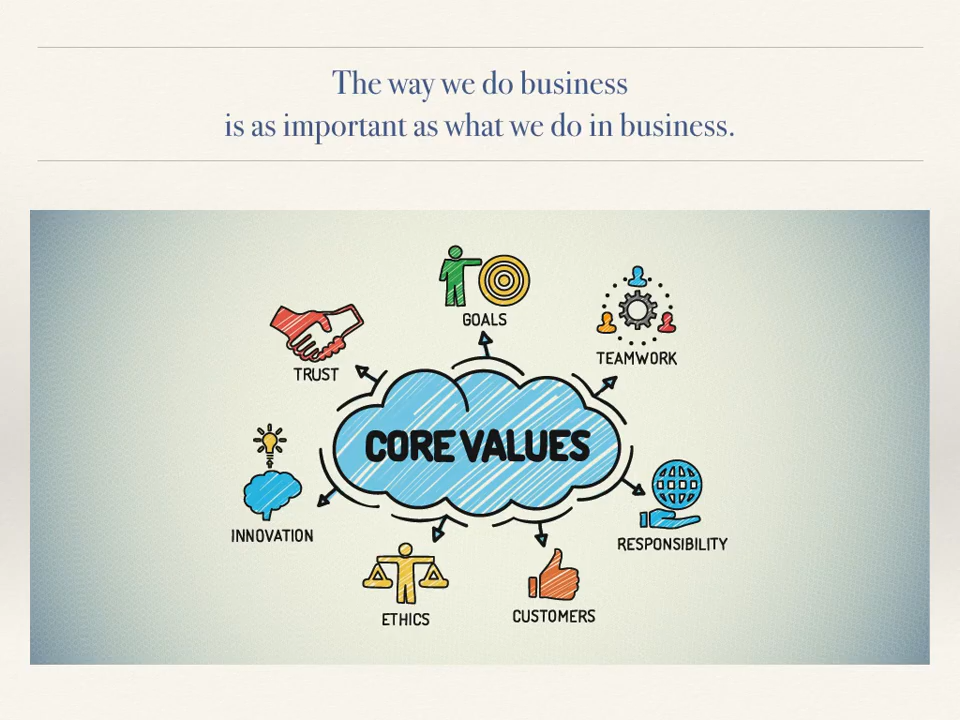 The way we do business
is as important as what we do in business.
GOALS
TEAMWORK
TRUST
CORE VALUES
INNOVATION
RESPONSIBILITY
ETHICS
CUSTOMERS